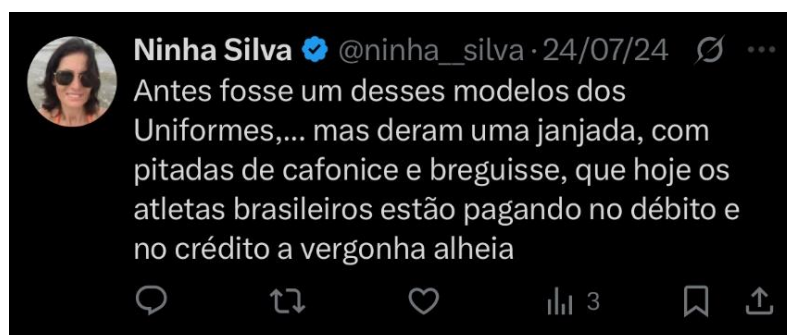 Ninha Silva @ninha__silva · 24/07/24
Antes fosse um desses modelos dos
Uniformes,... mas deram uma janjada, com
pitadas de cafonice e breguisse, que hoje os
atletas brasileiros estão pagando no débito e
no crédito a vergonha alheia
3